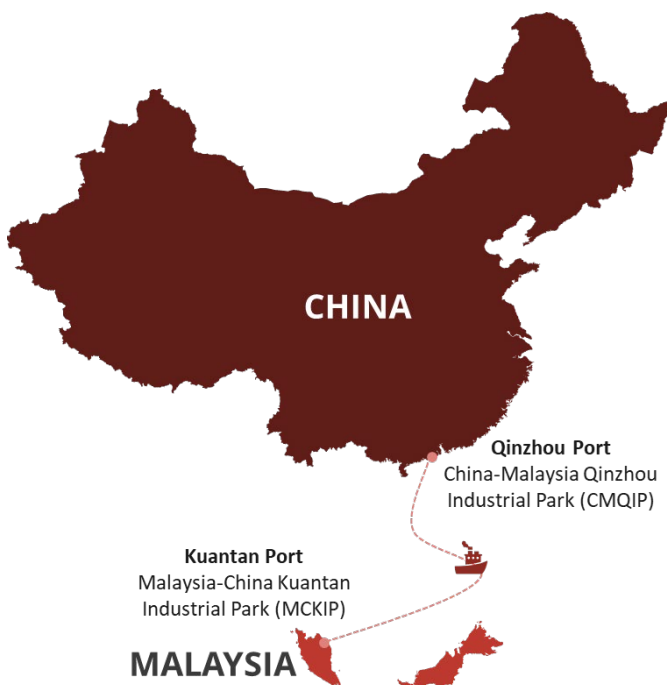 CHINA
Qinzhou Port
China-Malaysia Qinzhou
Industrial Park (CMQIP)
Kuantan Port
Malaysia-China Kuantan
Industrial Park (MCKIP)
MALAYSIA